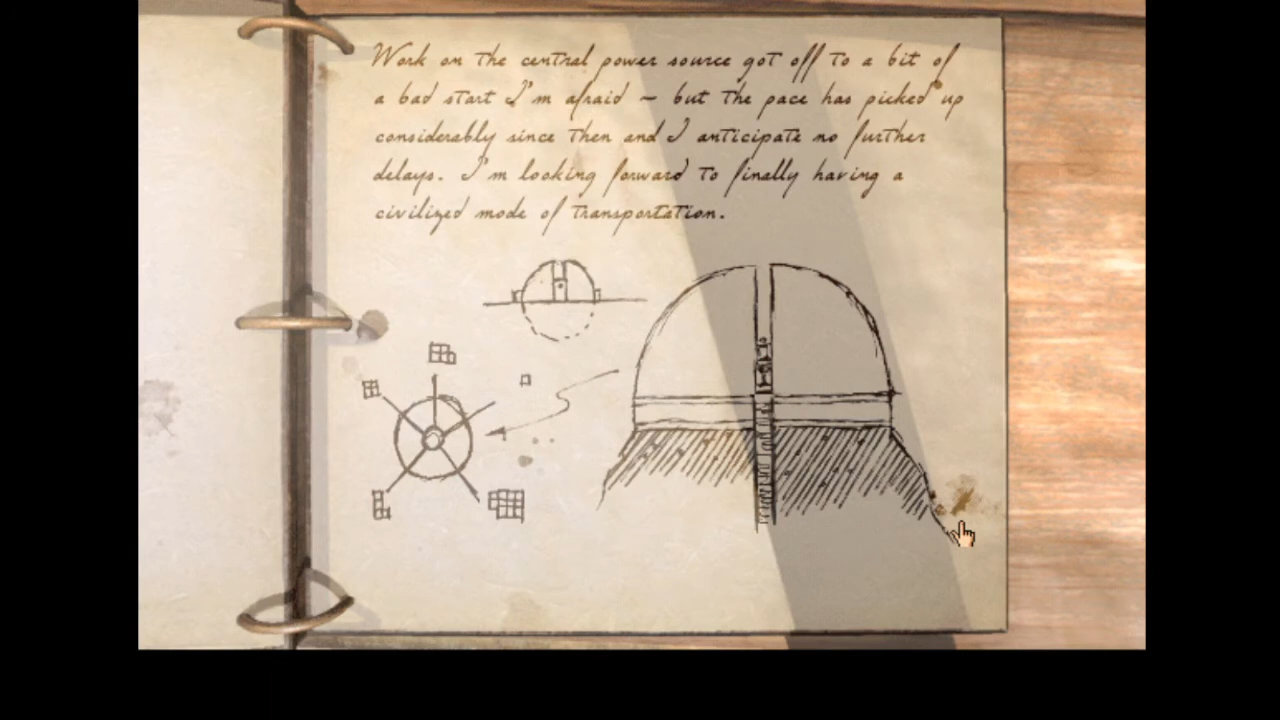 Work on the central power source got off to a bit of
a bad start I'm afraid – but the pace has picked up
considerably since then and I anticipate no further
delays. I'm looking forward to finally having a
civilized mode of transportation.